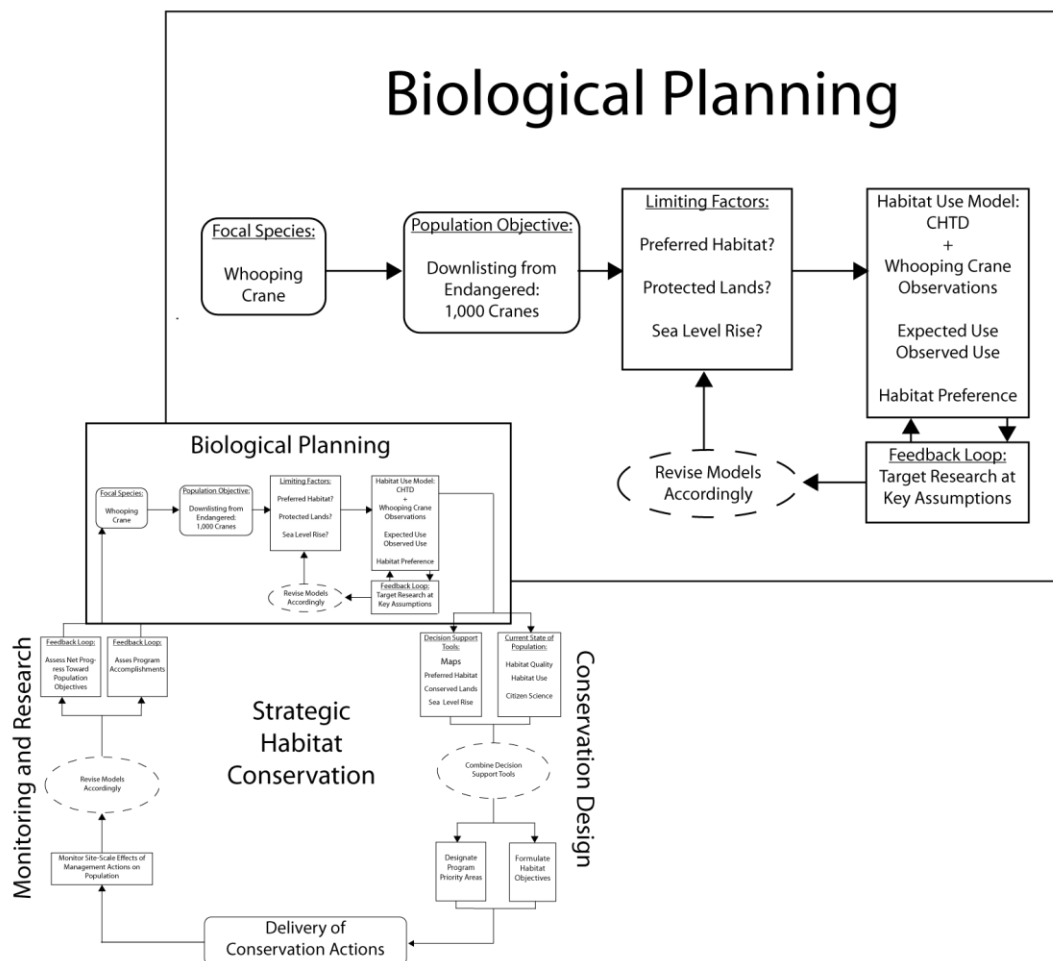 Biological Planning
Focal Species:
Whooping
Crane
Population Objective:
Downlisting from
Endangered:
1,000 Cranes
Limiting Factors:
Preferred Habitat?
Protected Lands?
Sea Level Rise?
Habitat Use Model:
CHTD
+
Whooping Crane
Observations
Expected Use
Observed Use
Habitat Preference
Feedback Loop:
Target Research at
Key Assumptions
Revise Models
Accordingly
Biological Planning
Focal Species:
Whooping
Crane
Population Objective:
Downlisting from
Endangered:
1,000 Cranes
Limiting Factors:
Preferred Habitat?
Protected Lands?
Sea Level Rise?
Habitat Use Model:
CHTD
+
Whooping Crane
Observations
Expected Use
Observed Use
Habitat Preference
Feedback Loop:
Target Research at
Key Assumptions
Revise Models
Accordingly
Strategic
Habitat
Conservation
Conservation Design
Decision Support
Tools:
Maps
Preferred Habitat
Conserved Lands
Sea Level Rise
Current State of
Population:
Habitat Quality
Habitat Use
Citizen Science
Combine Decision
Support Tools
Designate
Program
Priority Areas
Formulate
Habitat
Objectives
Delivery of
Conservation Actions
Monitoring and Research
Monitor Site-Scale Effects of
Management Actions on
Population
Revise Models
Accordingly
Feedback Loop:
Assess Net Prog-
ress Toward
Population
Objectives
Feedback Loop:
Asses Program
Accomplishments